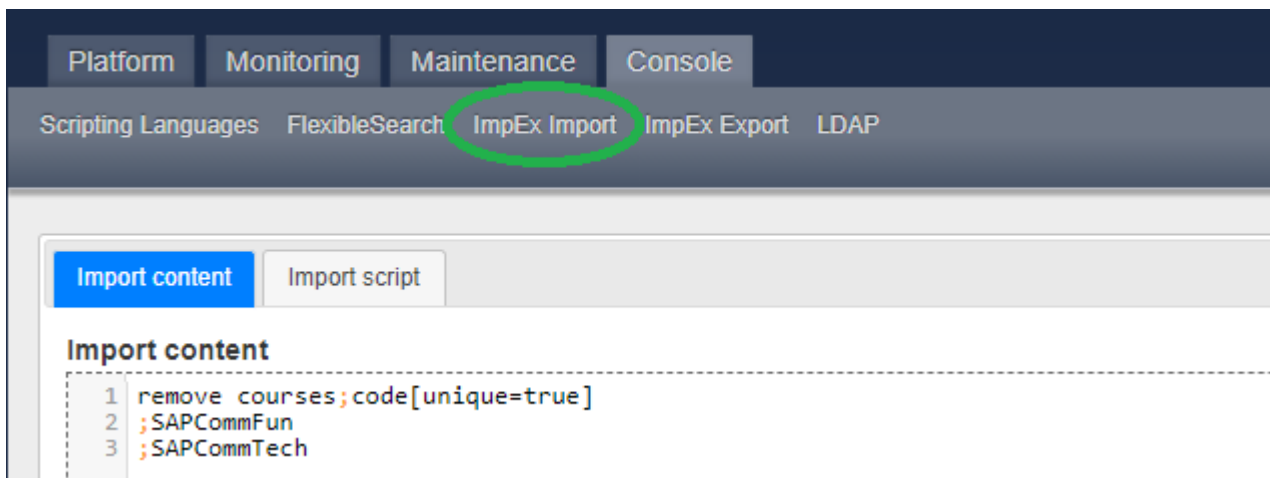 Platform Monitoring Maintenance Console
Scripting Languages FlexibleSearch ImpEx Import ImpEx Export LDAP
Import content Import script
Import content
1 remove courses;code[unique=true]
2 ;SAPCommFun
3 ;SAPCommTech